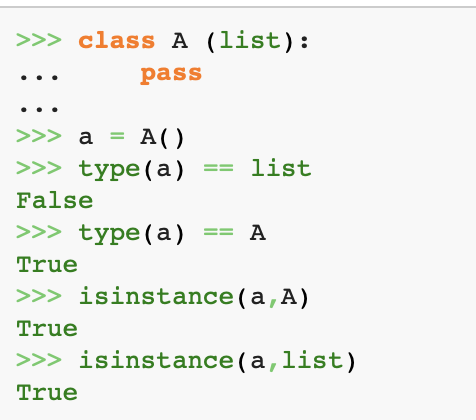 >>> class A (list):
...     pass
...
>>> a = A()
>>> type(a) == list
False
>>> type(a) == A
True
>>> isinstance(a,A)
True
>>> isinstance(a,list)
True